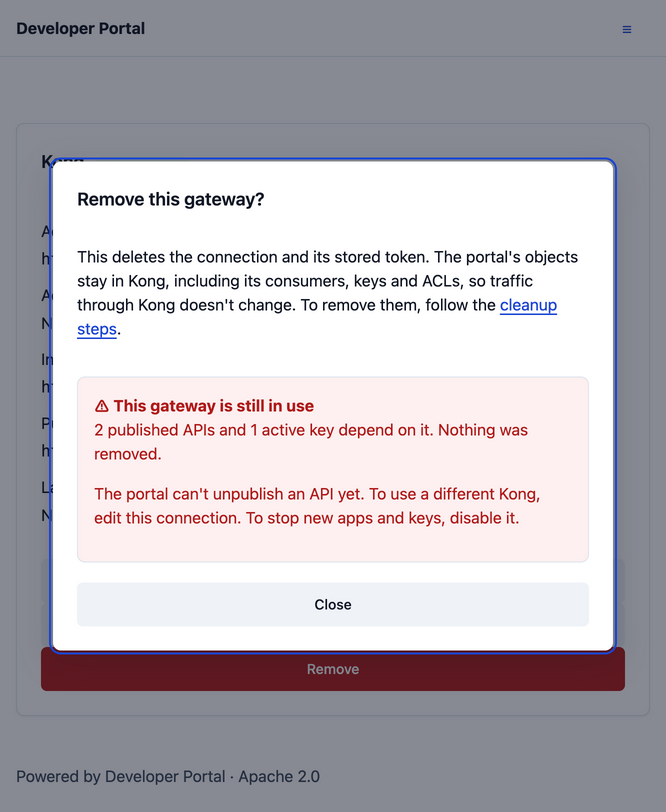 Developer Portal
Remove this gateway?
This deletes the connection and its stored token. The portal's objects
stay in Kong, including its consumers, keys and ACLs, so traffic
through Kong doesn't change. To remove them, follow the cleanup
steps.
This gateway is still in use
2 published APIs and 1 active key depend on it. Nothing was
removed.
The portal can't unpublish an API yet. To use a different Kong,
edit this connection. To stop new apps and keys, disable it.
Close
Remove
Powered by Developer Portal · Apache 2.0